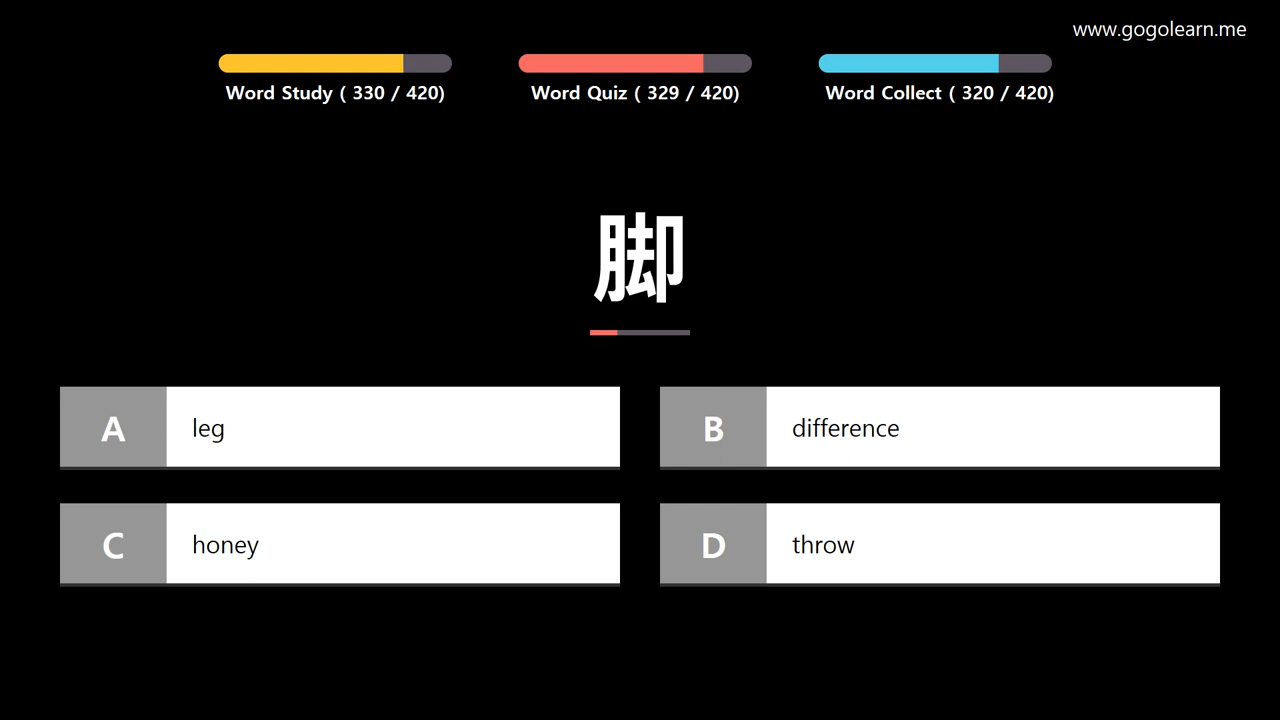 www.gogolearn.me
Word Study ( 330 / 420)
Word Quiz ( 329 / 420)
Word Collect ( 320 / 420)
脚
A leg
B difference
C honey
D throw